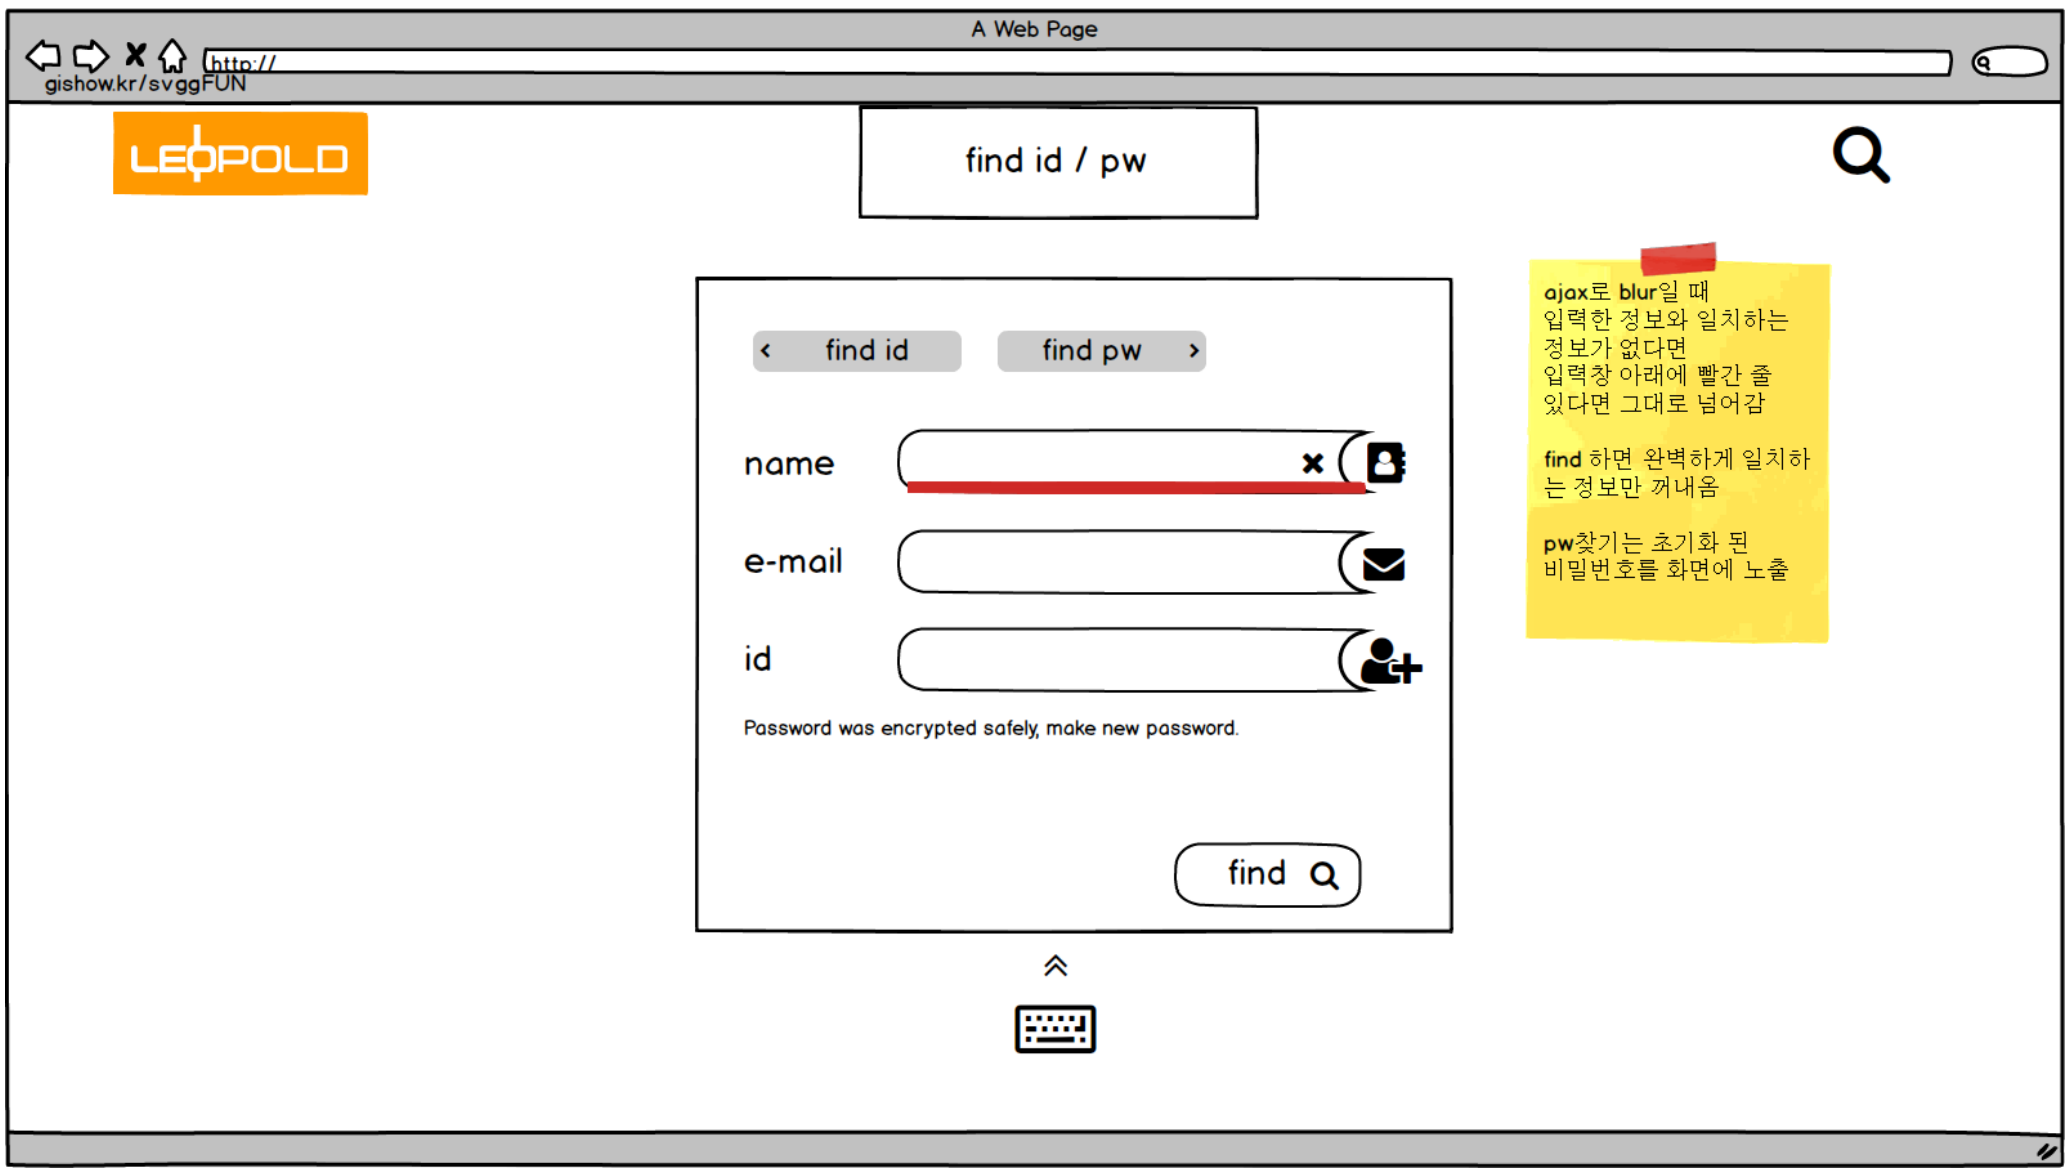 A Web Page
http://
gishow.kr/svggFUN
LEOPOLD
find id / pw
find id
find pw
name
e-mail
id
Password was encrypted safely, make new password.
find
ajax로 blur일 때
입력한 정보와 일치하는
정보가 없다면
입력창 아래에 빨간 줄
있다면 그대로 넘어감
find 하면 완벽하게 일치하
는 정보만 꺼내옴
pw찾기는 초기화 된
비밀번호를 화면에 노출